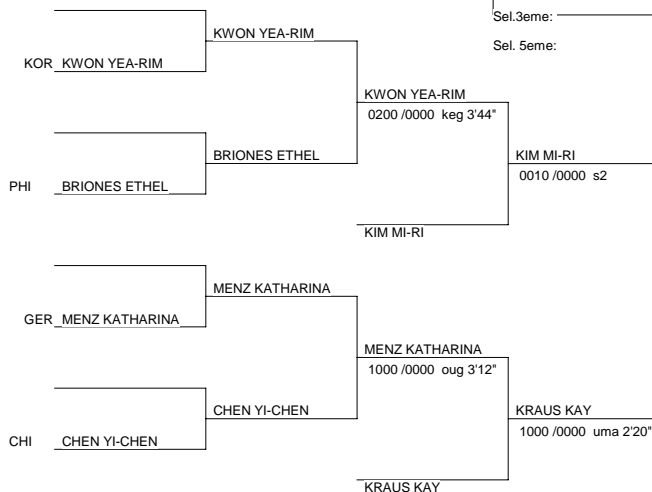 Sel.3eme:
KWON YEA-RIM
Sel. 5eme:
KOR KWON YEA-RIM
KWON YEA-RIM
0200 /0000 keg 3'44"
BRIONES ETHEL
KIM MI-RI
PHI BRIONES ETHEL
0010 /0000 s2
KIM MI-RI
MENZ KATHARINA
GER MENZ KATHARINA
MENZ KATHARINA
1000 /0000 oug 3'12"
CHEN YI-CHEN
KRAUS KAY
CHI CHEN YI-CHEN
1000 /0000 uma 2'20"
KRAUS KAY